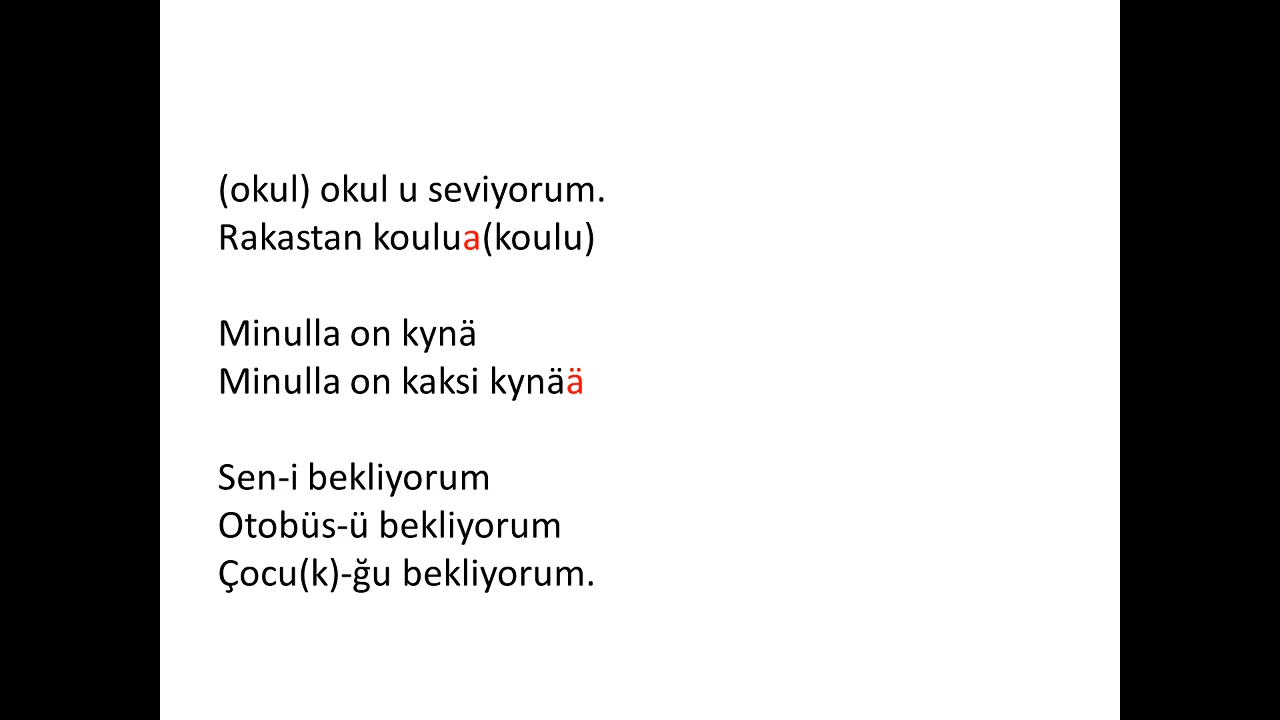 (okul) okul u seviyorum.
Rakastan koulua(koulu)
Minulla on kynä
Minulla on kaksi kynää
Sen-i bekliyorum
Otobüs-ü bekliyorum
Çocu(k)-ğu bekliyorum.